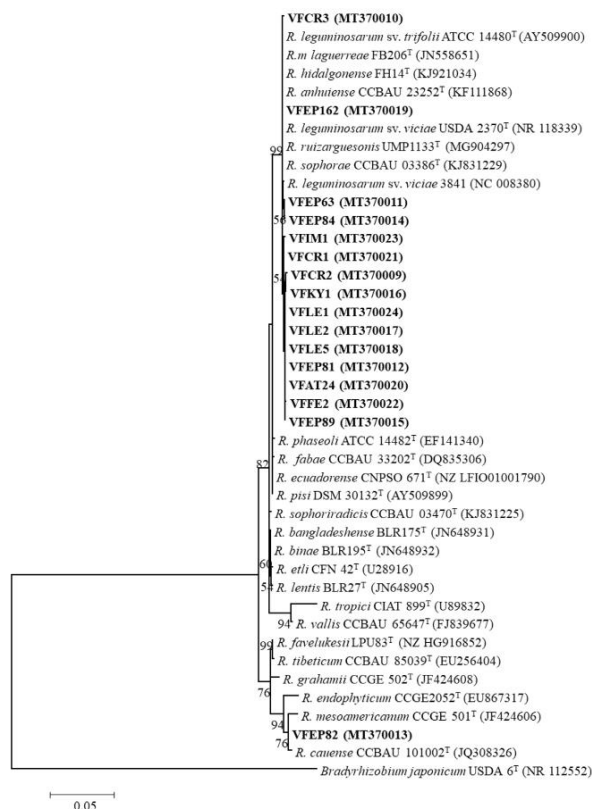 VFCR3 (MT370010)
R. leguminosarum sv. trifolii ATCC 14480ᵀ (AY509900)
R.m laguerreae FB206ᵀ (JN558651)
R. hidalgonense FH14ᵀ (KJ921034)
R. anhuiense CCBAU 23252ᵀ (KF111868)
VFEP162 (MT370019)
R. leguminosarum sv. viciae USDA 2370ᵀ (NR 118339)
R. ruizarguesonis UMP1133ᵀ (MG904297)
99
R. sophorae CCBAU 03386ᵀ (KJ831229)
R. leguminosarum sv. viciae 3841 (NC 008380)
VFEP63 (MT370011)
VFEP84 (MT370014)
VFIM1 (MT370023)
VFCR1 (MT370021)
VFCR2 (MT370009)
VFKY1 (MT370016)
VFLE1 (MT370024)
VFLE2 (MT370017)
VFLE5 (MT370018)
VFEP81 (MT370012)
VFAT24 (MT370020)
VFFE2 (MT370022)
VFEP89 (MT370015)
R. phaseoli ATCC 14482ᵀ (EF141340)
82
R. fabae CCBAU 33202ᵀ (DQ835306)
R. ecuadorense CNPSO 671ᵀ (NZ LFIO01001790)
R. pisi DSM 30132ᵀ (AY509899)
R. sophoriradicis CCBAU 03470ᵀ (KJ831225)
R. bangladeshense BLR175ᵀ (JN648931)
R. binae BLR195ᵀ (JN648932)
R. etli CFN 42ᵀ (U28916)
R. lentis BLR27ᵀ (JN648905)
R. tropici CIAT 899ᵀ (U89832)
94
R. vallis CCBAU 65647ᵀ (FJ839677)
99
R. favelukesii LPU83ᵀ (NZ HG916852)
R. tibeticum CCBAU 85039ᵀ (EU256404)
R. grahamii CCGE 502ᵀ (JF424608)
76
R. endophyticum CCGE2052ᵀ (EU867317)
R. mesoamericanum CCGE 501ᵀ (JF424606)
94
VFEP82 (MT370013)
76
R. cauense CCBAU 101002ᵀ (JQ308326)
Bradyrhizobium japonicum USDA 6ᵀ (NR 112552)
0.05